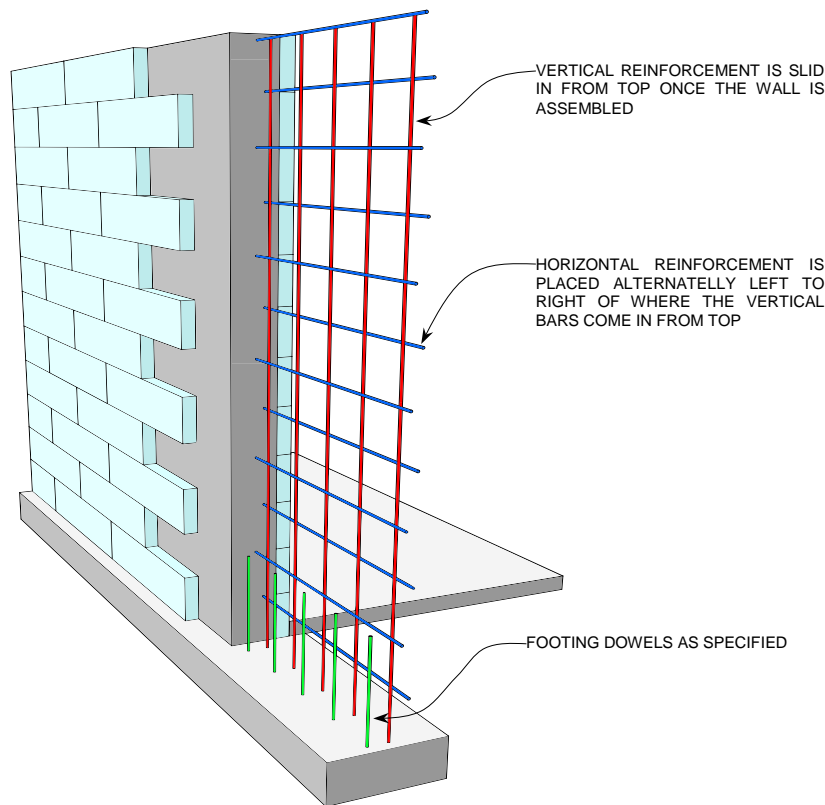 VERTICAL REINFORCEMENT IS SLID
IN FROM TOP ONCE THE WALL IS
ASSEMBLED
HORIZONTAL REINFORCEMENT IS
PLACED ALTERNATELLY LEFT TO
RIGHT OF WHERE THE VERTICAL
BARS COME IN FROM TOP
FOOTING DOWELS AS SPECIFIED